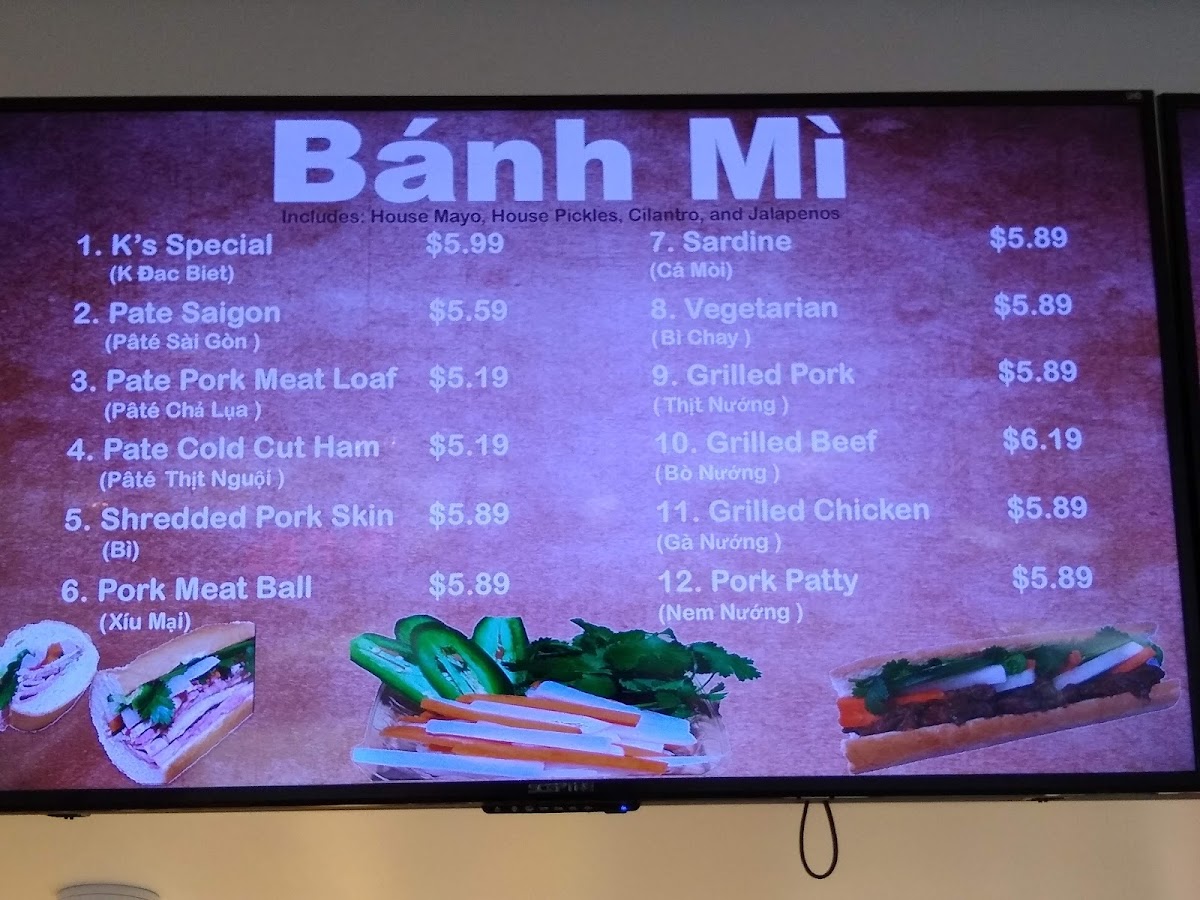 Bánh Mì
Includes: House Mayo, House Pickles, Cilantro, and Jalapenos
1. K's Special $5.99
(K Đac Biet)
2. Pate Saigon $5.59
(Pâté Sài Gòn )
3. Pate Pork Meat Loaf $5.19
(Pâté Chả Lụa )
4. Pate Cold Cut Ham $5.19
(Pâté Thịt Nguội )
5. Shredded Pork Skin $5.89
(Bì)
6. Pork Meat Ball $5.89
(Xíu Mại)
7. Sardine $5.89
(Cá Mòi)
8. Vegetarian $5.89
(Bì Chay )
9. Grilled Pork $5.89
(Thịt Nướng )
10. Grilled Beef $6.19
(Bò Nướng )
11. Grilled Chicken $5.89
(Gà Nướng )
12. Pork Patty $5.89
(Nem Nướng )
SCEPTRE